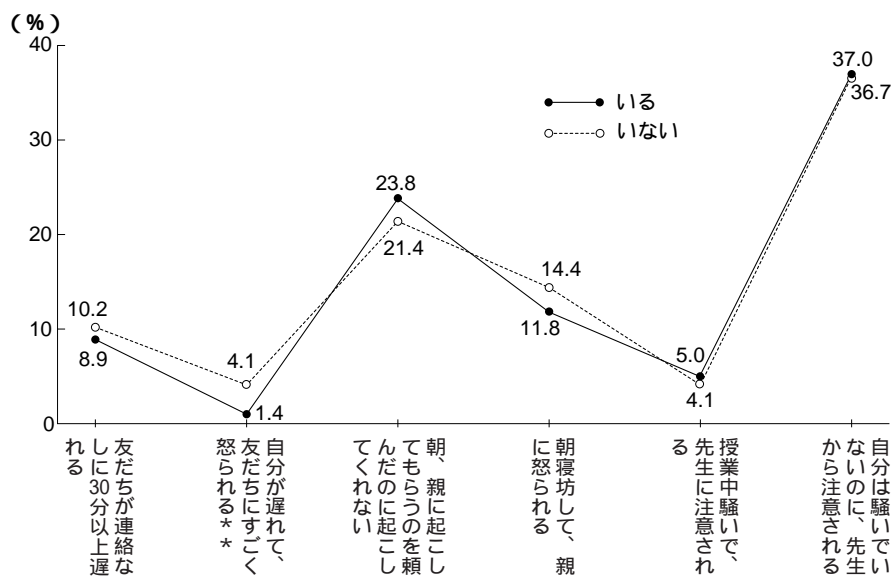 (%)
40
30
20
10
0
いる
いない
10.2
8.9
4.1
1.4
23.8
21.4
14.4
11.8
5.0
4.1
37.0
36.7
友だちが連絡な
しに30分以上遅
れる
自分が遅れて、
友だちにすごく
怒られる**
朝、親に起こし
てもらうのを頼
んだのに起こし
てくれない
朝寝坊して、親
に怒られる
授業中騒いで、
先生に注意され
る
自分は騒いでい
ないのに、先生
から注意される